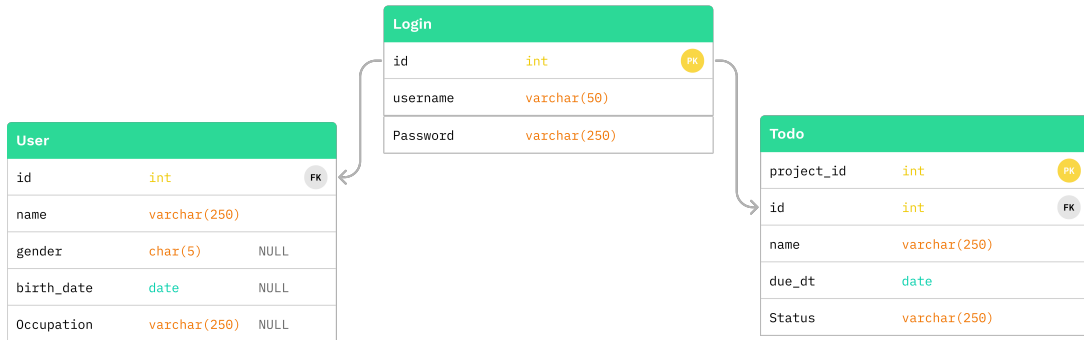 Login
id int PK
username varchar(50)
Password varchar(250)
User
id int FK
name varchar(250)
gender char(5) NULL
birth_date date NULL
Occupation varchar(250) NULL
Todo
project_id int PK
id int FK
name varchar(250)
due_dt date
Status varchar(250)